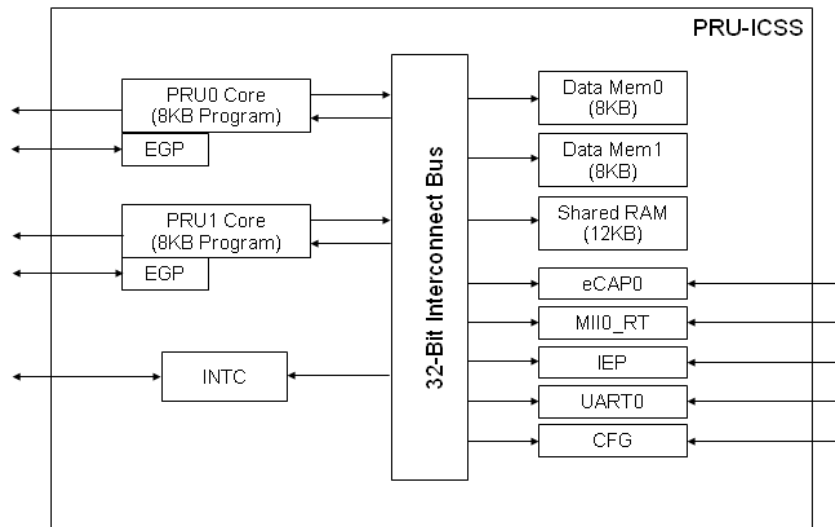 PRU-ICSS
PRU0 Core
(8KB Program)
EGP
PRU1 Core
(8KB Program)
EGP
INTC
32-Bit Interconnect Bus
Data Mem0
(8KB)
Data Mem1
(8KB)
Shared RAM
(12KB)
eCAP0
MII0_RT
IEP
UART0
CFG